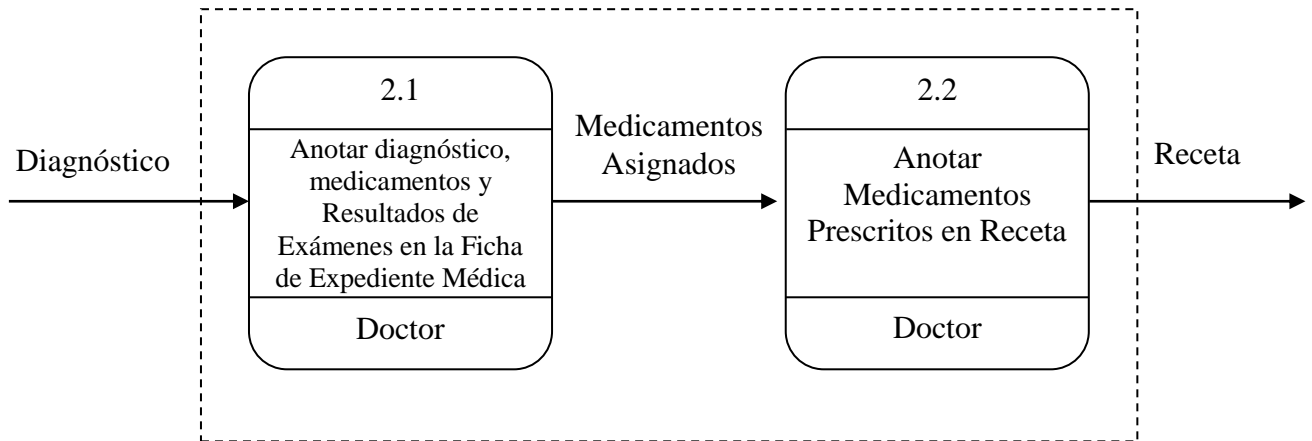 Diagnóstico
2.1
Anotar diagnóstico,
medicamentos y
Resultados de
Exámenes en la Ficha
de Expediente Médica
Doctor
Medicamentos
Asignados
2.2
Anotar
Medicamentos
Prescritos en Receta
Doctor
Receta